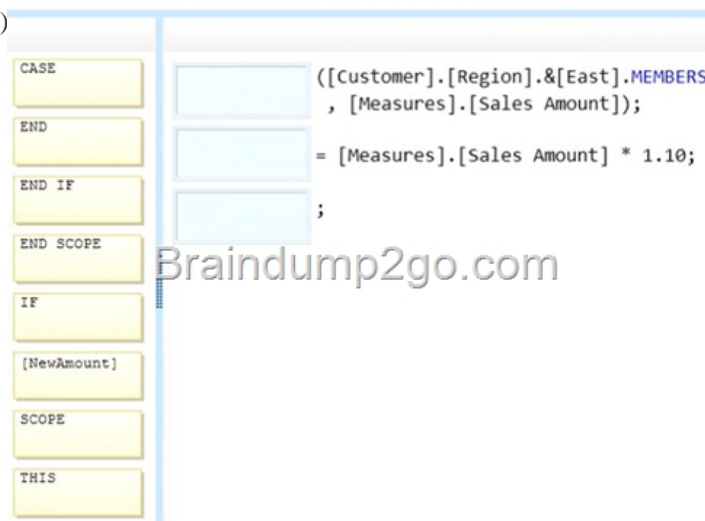 )
CASE
END
END IF
END SCOPE
IF
[NewAmount]
SCOPE
THIS
([Customer].[Region].&[East].MEMBERS
, [Measures].[Sales Amount]);
= [Measures].[Sales Amount] * 1.10;
;
Braindump2go.com